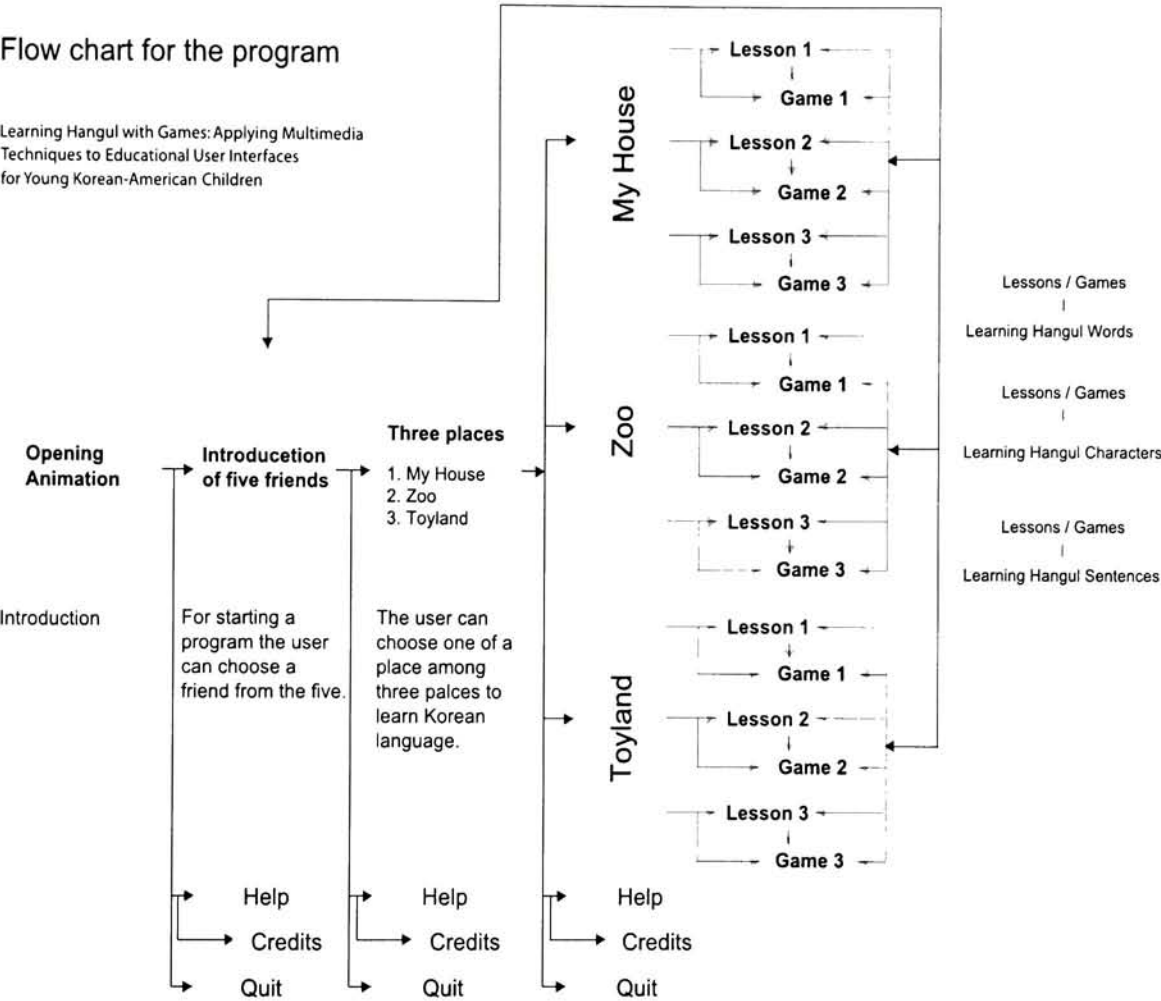 Flow chart for the program
Learning Hangul with Games: Applying Multimedia
Techniques to Educational User Interfaces
for Young Korean-American Children
Opening
Animation
Introducetion
of five friends
Three places
1. My House
2. Zoo
3. Toyland
Introduction
For starting a
program the user
can choose a
friend from the five.
The user can
choose one of a
place among
three palces to
learn Korean
language.
Help
Credits
Quit
Help
Credits
Quit
Help
Credits
Quit
My House
Lesson 1
Game 1
Lesson 2
Game 2
Lesson 3
Game 3
Zoo
Lesson 1
Game 1
Lesson 2
Game 2
Lesson 3
Game 3
Toyland
Lesson 1
Game 1
Lesson 2
Game 2
Lesson 3
Game 3
Lessons / Games
Learning Hangul Words
Lessons / Games
Learning Hangul Characters
Lessons / Games
Learning Hangul Sentences